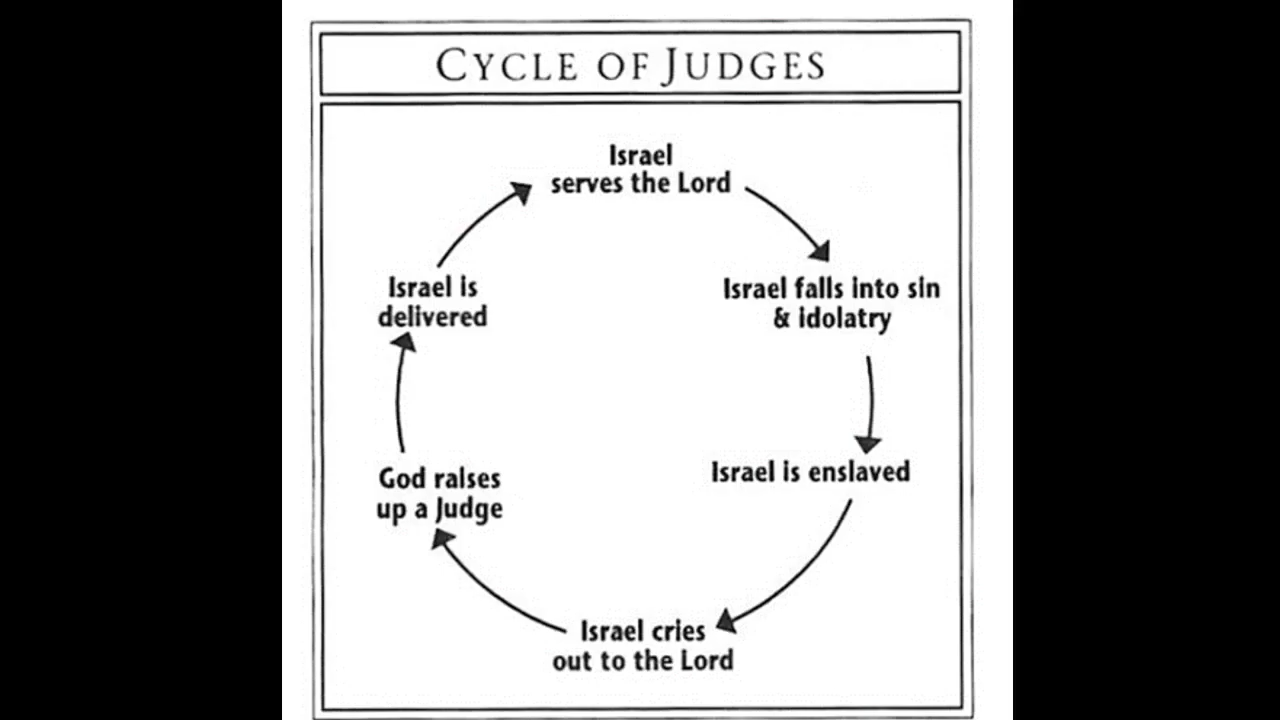 CYCLE OF JUDGES
Israel
serves the Lord
Israel falls into sin
& idolatry
Israel is enslaved
Israel cries
out to the Lord
God raises
up a Judge
Israel is
delivered